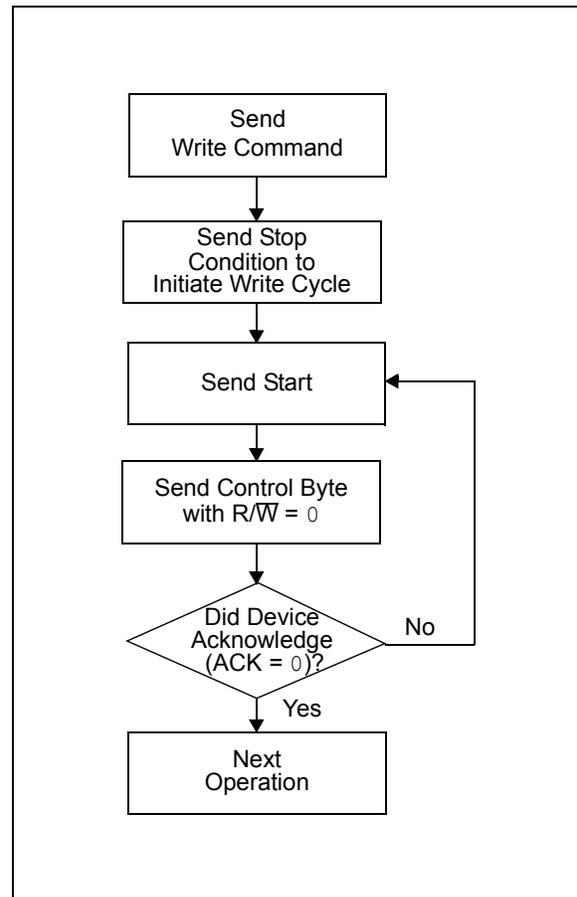 Send
Write Command
Send Stop
Condition to
Initiate Write Cycle
Send Start
Send Control Byte
with R/W̅ = 0
Did Device
Acknowledge
(ACK = 0)?
No
Yes
Next
Operation